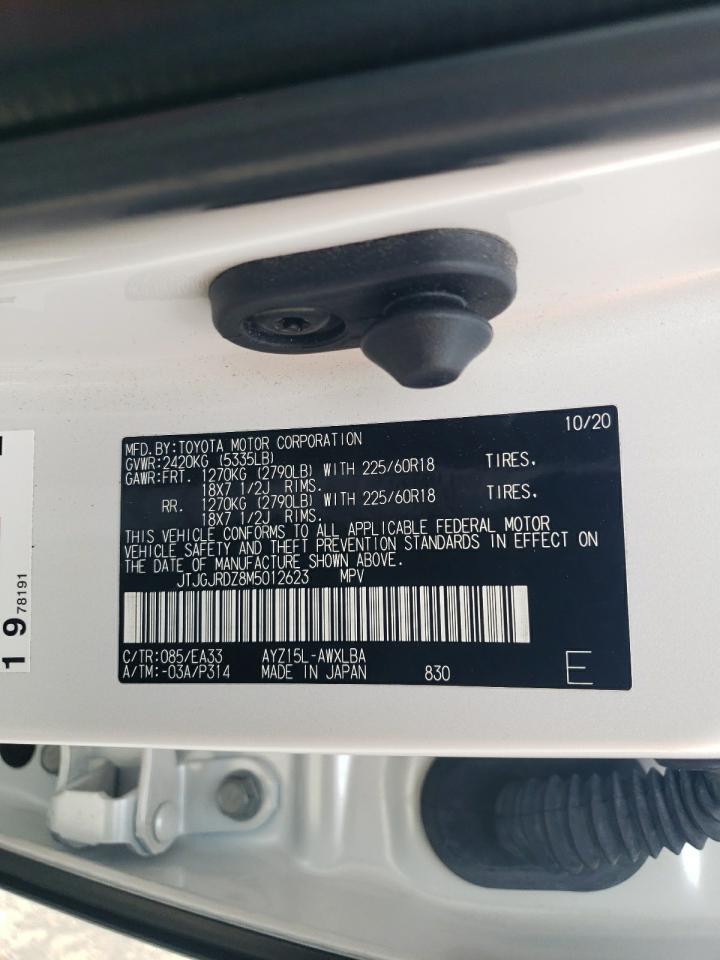 10/20
MFD.BY:TOYOTA MOTOR CORPORATION
GVWR:2420KG (5335LB)
GAWR:FRT. 1270KG (2790LB) WITH 225/60R18 TIRES.
18X7 1/2J RIMS.
RR. 1270KG (2790LB) WITH 225/60R18 TIRES.
18X7 1/2J RIMS.
THIS VEHICLE CONFORMS TO ALL APPLICABLE FEDERAL MOTOR
VEHICLE SAFETY AND THEFT PREVENTION STANDARDS IN EFFECT ON
THE DATE OF MANUFACTURE SHOWN ABOVE.
JTJGJRDZ8M5012623 MPV
C/TR:085/EA33 AYZ15L-AWXLBA
A/TM:-03A/P314 MADE IN JAPAN 830 E
1 9 78191